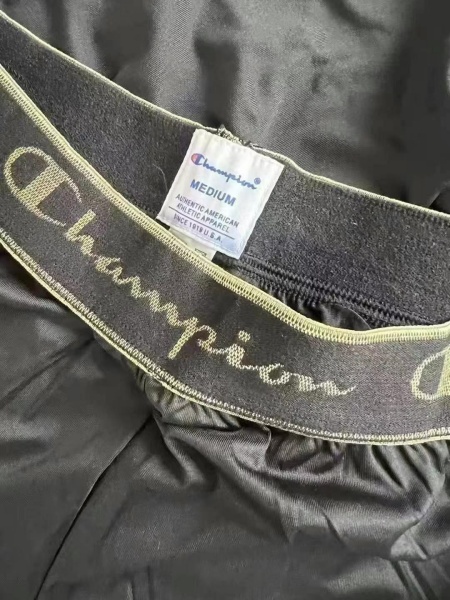 Champion
MEDIUM
AUTHENTIC AMERICAN
ATHLETIC APPAREL
SINCE 1919 U.S.A.
Champion
C